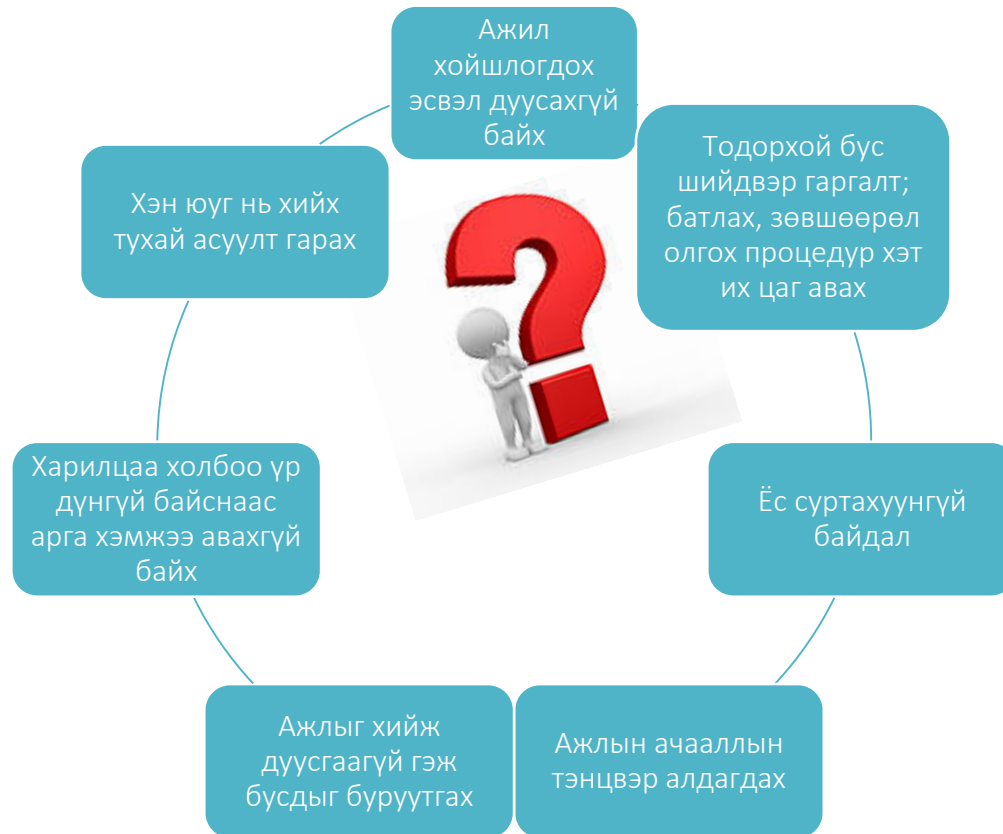 Ажил
хойшлогдох
эсвэл дуусахгүй
байх
Тодорхой бус
шийдвэр гаргалт;
батлах, зөвшөөрөл
олгох процедур хэт
их цаг авах
Ёс суртахуунгүй
байдал
Ажлын ачааллын
тэнцвэр алдагдах
Ажлыг хийж
дуусгаагүй гэж
бусдыг буруутгах
Харилцаа холбоо үр
дүнгүй байснаас
арга хэмжээ авахгүй
байх
Хэн юуг нь хийх
тухай асуулт гарах